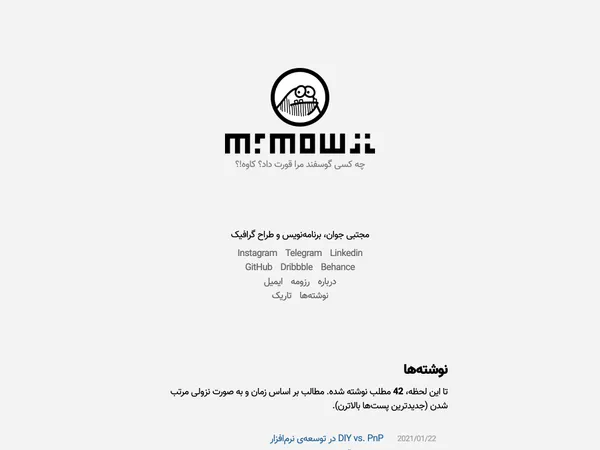 mrmowji
چه کسی گوسفند مرا قورت داد؟ کاوه!؟
مجتبی جوان، برنامه‌نویس و طراح گرافیک
Instagram Telegram Linkedin
GitHub Dribbble Behance
درباره رزومه ایمیل
نوشته‌ها تاریک
نوشته‌ها
تا این لحظه، 42 مطلب نوشته شده. مطالب بر اساس زمان و به صورت نزولی مرتب
شدن (جدیدترین پست‌ها بالاترن).
2021/01/22 DIY vs. PnP در توسعه‌ی نرم‌افزار